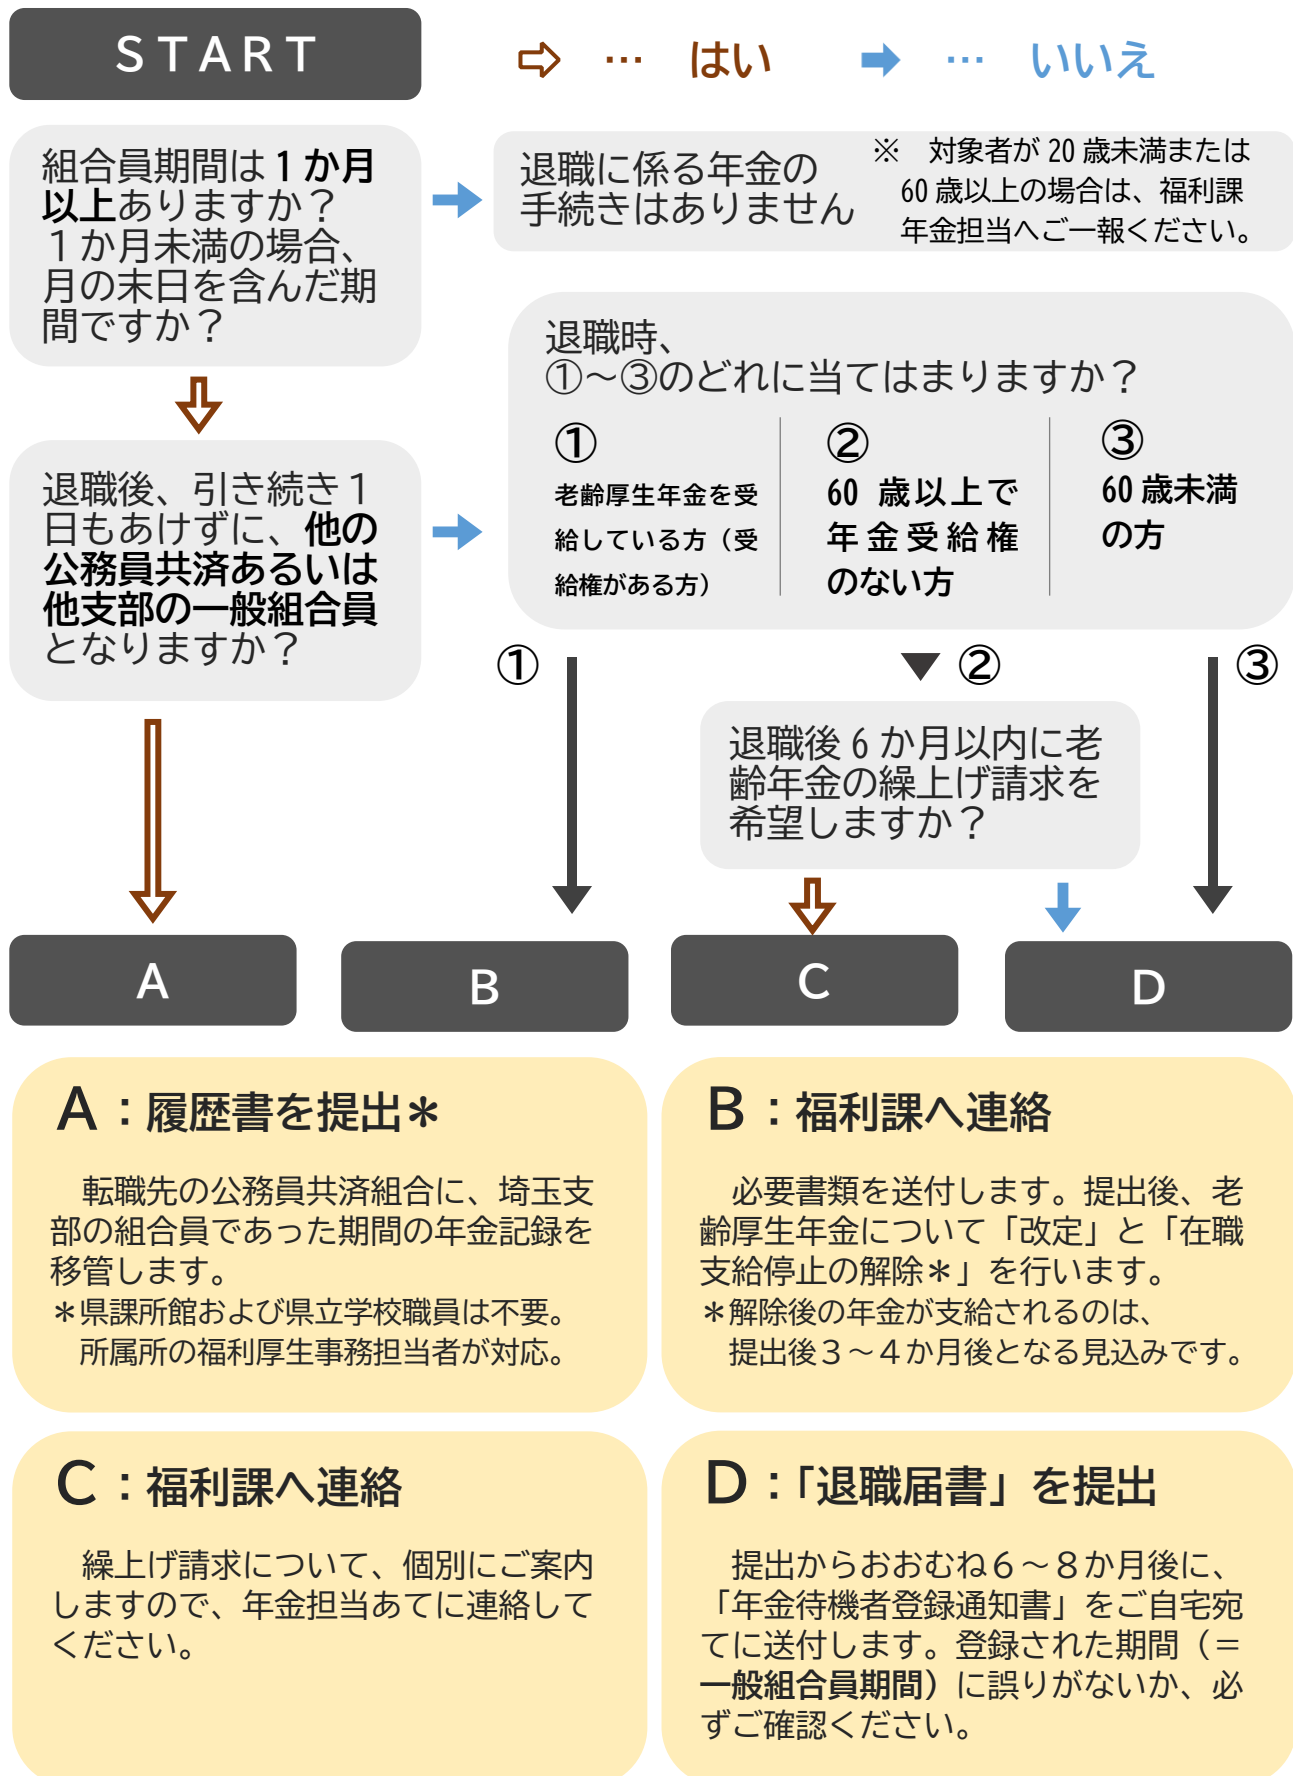 ＳＴＡＲＴ
⇨ … はい ➡ … いいえ
組合員期間は１か月
以上ありますか？
１か月未満の場合、
月の末日を含んだ期
間ですか？
退職に係る年金の
手続きはありません
※　対象者が 20 歳未満または
60 歳以上の場合は、福利課
年金担当へご一報ください。
退職後、引き続き１
日もあけずに、他の
公務員共済あるいは
他支部の一般組合員
となりますか？
退職時、
①～③のどれに当てはまりますか？
①
老齢厚生年金を受
給している方（受
給権がある方）
②
60 歳以上で
年金受給権
のない方
③
60 歳未満
の方
①
②
③
退職後 6 か月以内に老
齢年金の繰上げ請求を
希望しますか？
Ａ
Ｂ
Ｃ
Ｄ
Ａ：履歴書を提出＊
転職先の公務員共済組合に、埼玉支
部の組合員であった期間の年金記録を
移管します。
＊県課所館および県立学校職員は不要。
所属所の福利厚生事務担当者が対応。
Ｂ：福利課へ連絡
必要書類を送付します。提出後、老
齢厚生年金について「改定」と「在職
支給停止の解除＊」を行います。
＊解除後の年金が支給されるのは、
提出後３～４か月後となる見込みです。
Ｃ：福利課へ連絡
繰上げ請求について、個別にご案内
しますので、年金担当あてに連絡して
ください。
Ｄ：「退職届書」を提出
提出からおおむね６～８か月後に、
「年金待機者登録通知書」をご自宅宛
てに送付します。登録された期間（＝
一般組合員期間）に誤りがないか、必
ずご確認ください。